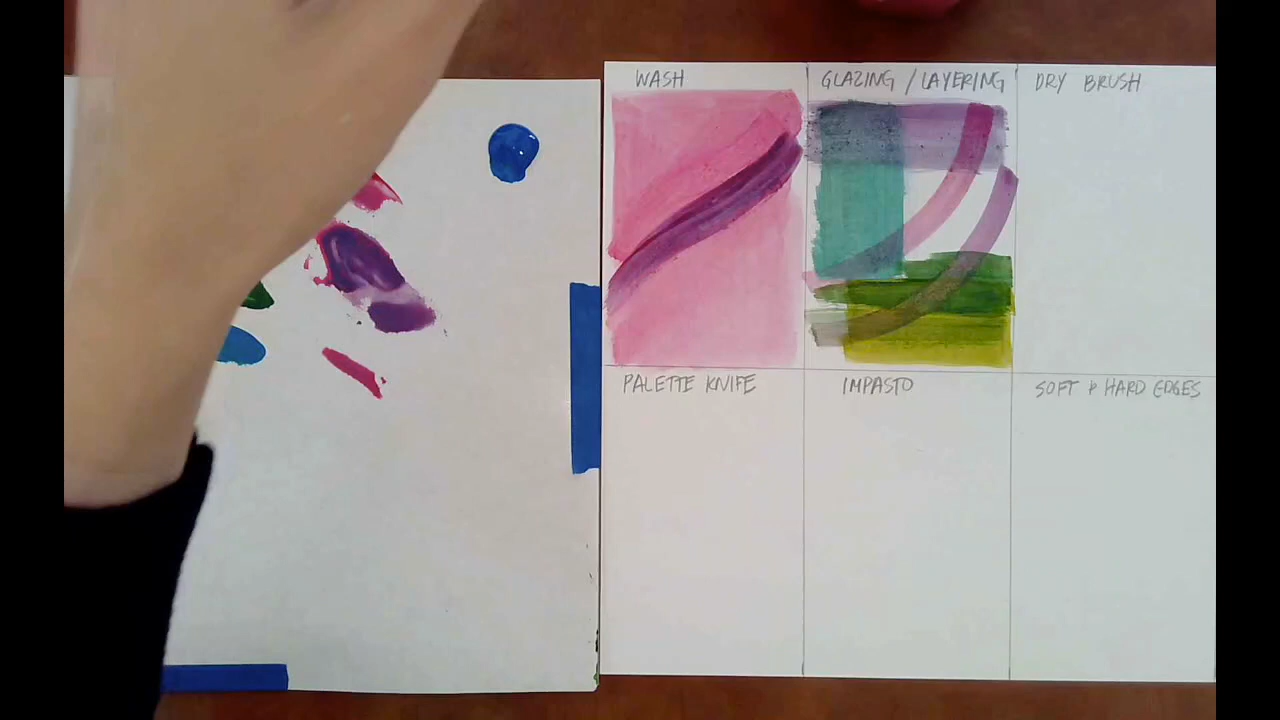 WASH
GLAZING / LAYERING
DRY BRUSH
PALETTE KNIFE
IMPASTO
SOFT & HARD EDGES